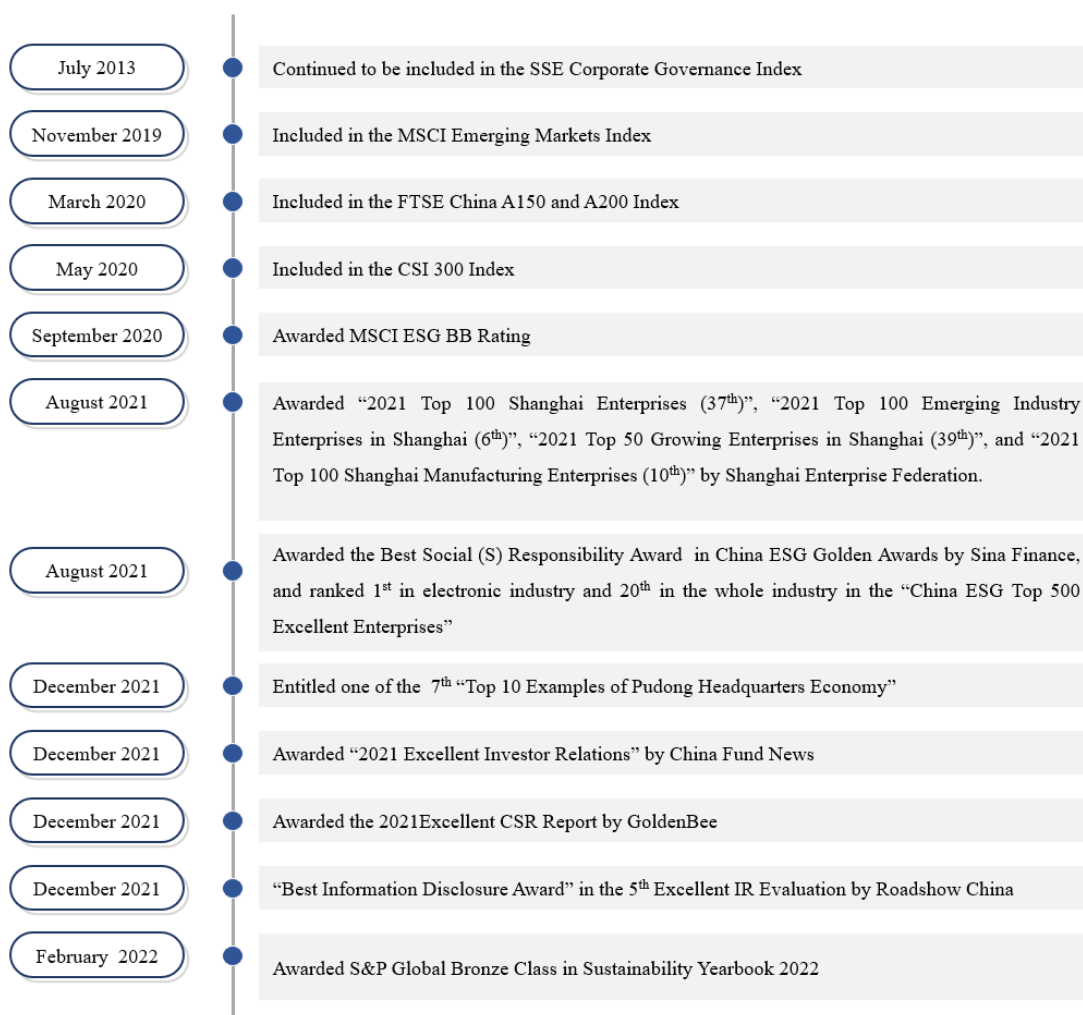 July 2013
Continued to be included in the SSE Corporate Governance Index
November 2019
Included in the MSCI Emerging Markets Index
March 2020
Included in the FTSE China A150 and A200 Index
May 2020
Included in the CSI 300 Index
September 2020
Awarded MSCI ESG BB Rating
August 2021
Awarded “2021 Top 100 Shanghai Enterprises (37th)”, “2021 Top 100 Emerging Industry
Enterprises in Shanghai (6th)”, “2021 Top 50 Growing Enterprises in Shanghai (39th)”, and “2021
Top 100 Shanghai Manufacturing Enterprises (10th)” by Shanghai Enterprise Federation.
August 2021
Awarded the Best Social (S) Responsibility Award in China ESG Golden Awards by Sina Finance,
and ranked 1st in electronic industry and 20th in the whole industry in the “China ESG Top 500
Excellent Enterprises”
December 2021
Entitled one of the 7th “Top 10 Examples of Pudong Headquarters Economy”
December 2021
Awarded “2021 Excellent Investor Relations” by China Fund News
December 2021
Awarded the 2021Excellent CSR Report by GoldenBee
December 2021
“Best Information Disclosure Award” in the 5th Excellent IR Evaluation by Roadshow China
February 2022
Awarded S&P Global Bronze Class in Sustainability Yearbook 2022